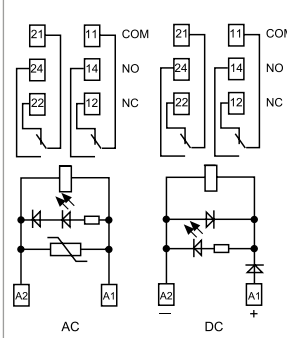 21 11 COM 21 11 COM
24 14 NO 24 14 NO
22 12 NC 22 12 NC
A2 A1 A2 A1
− +
AC DC